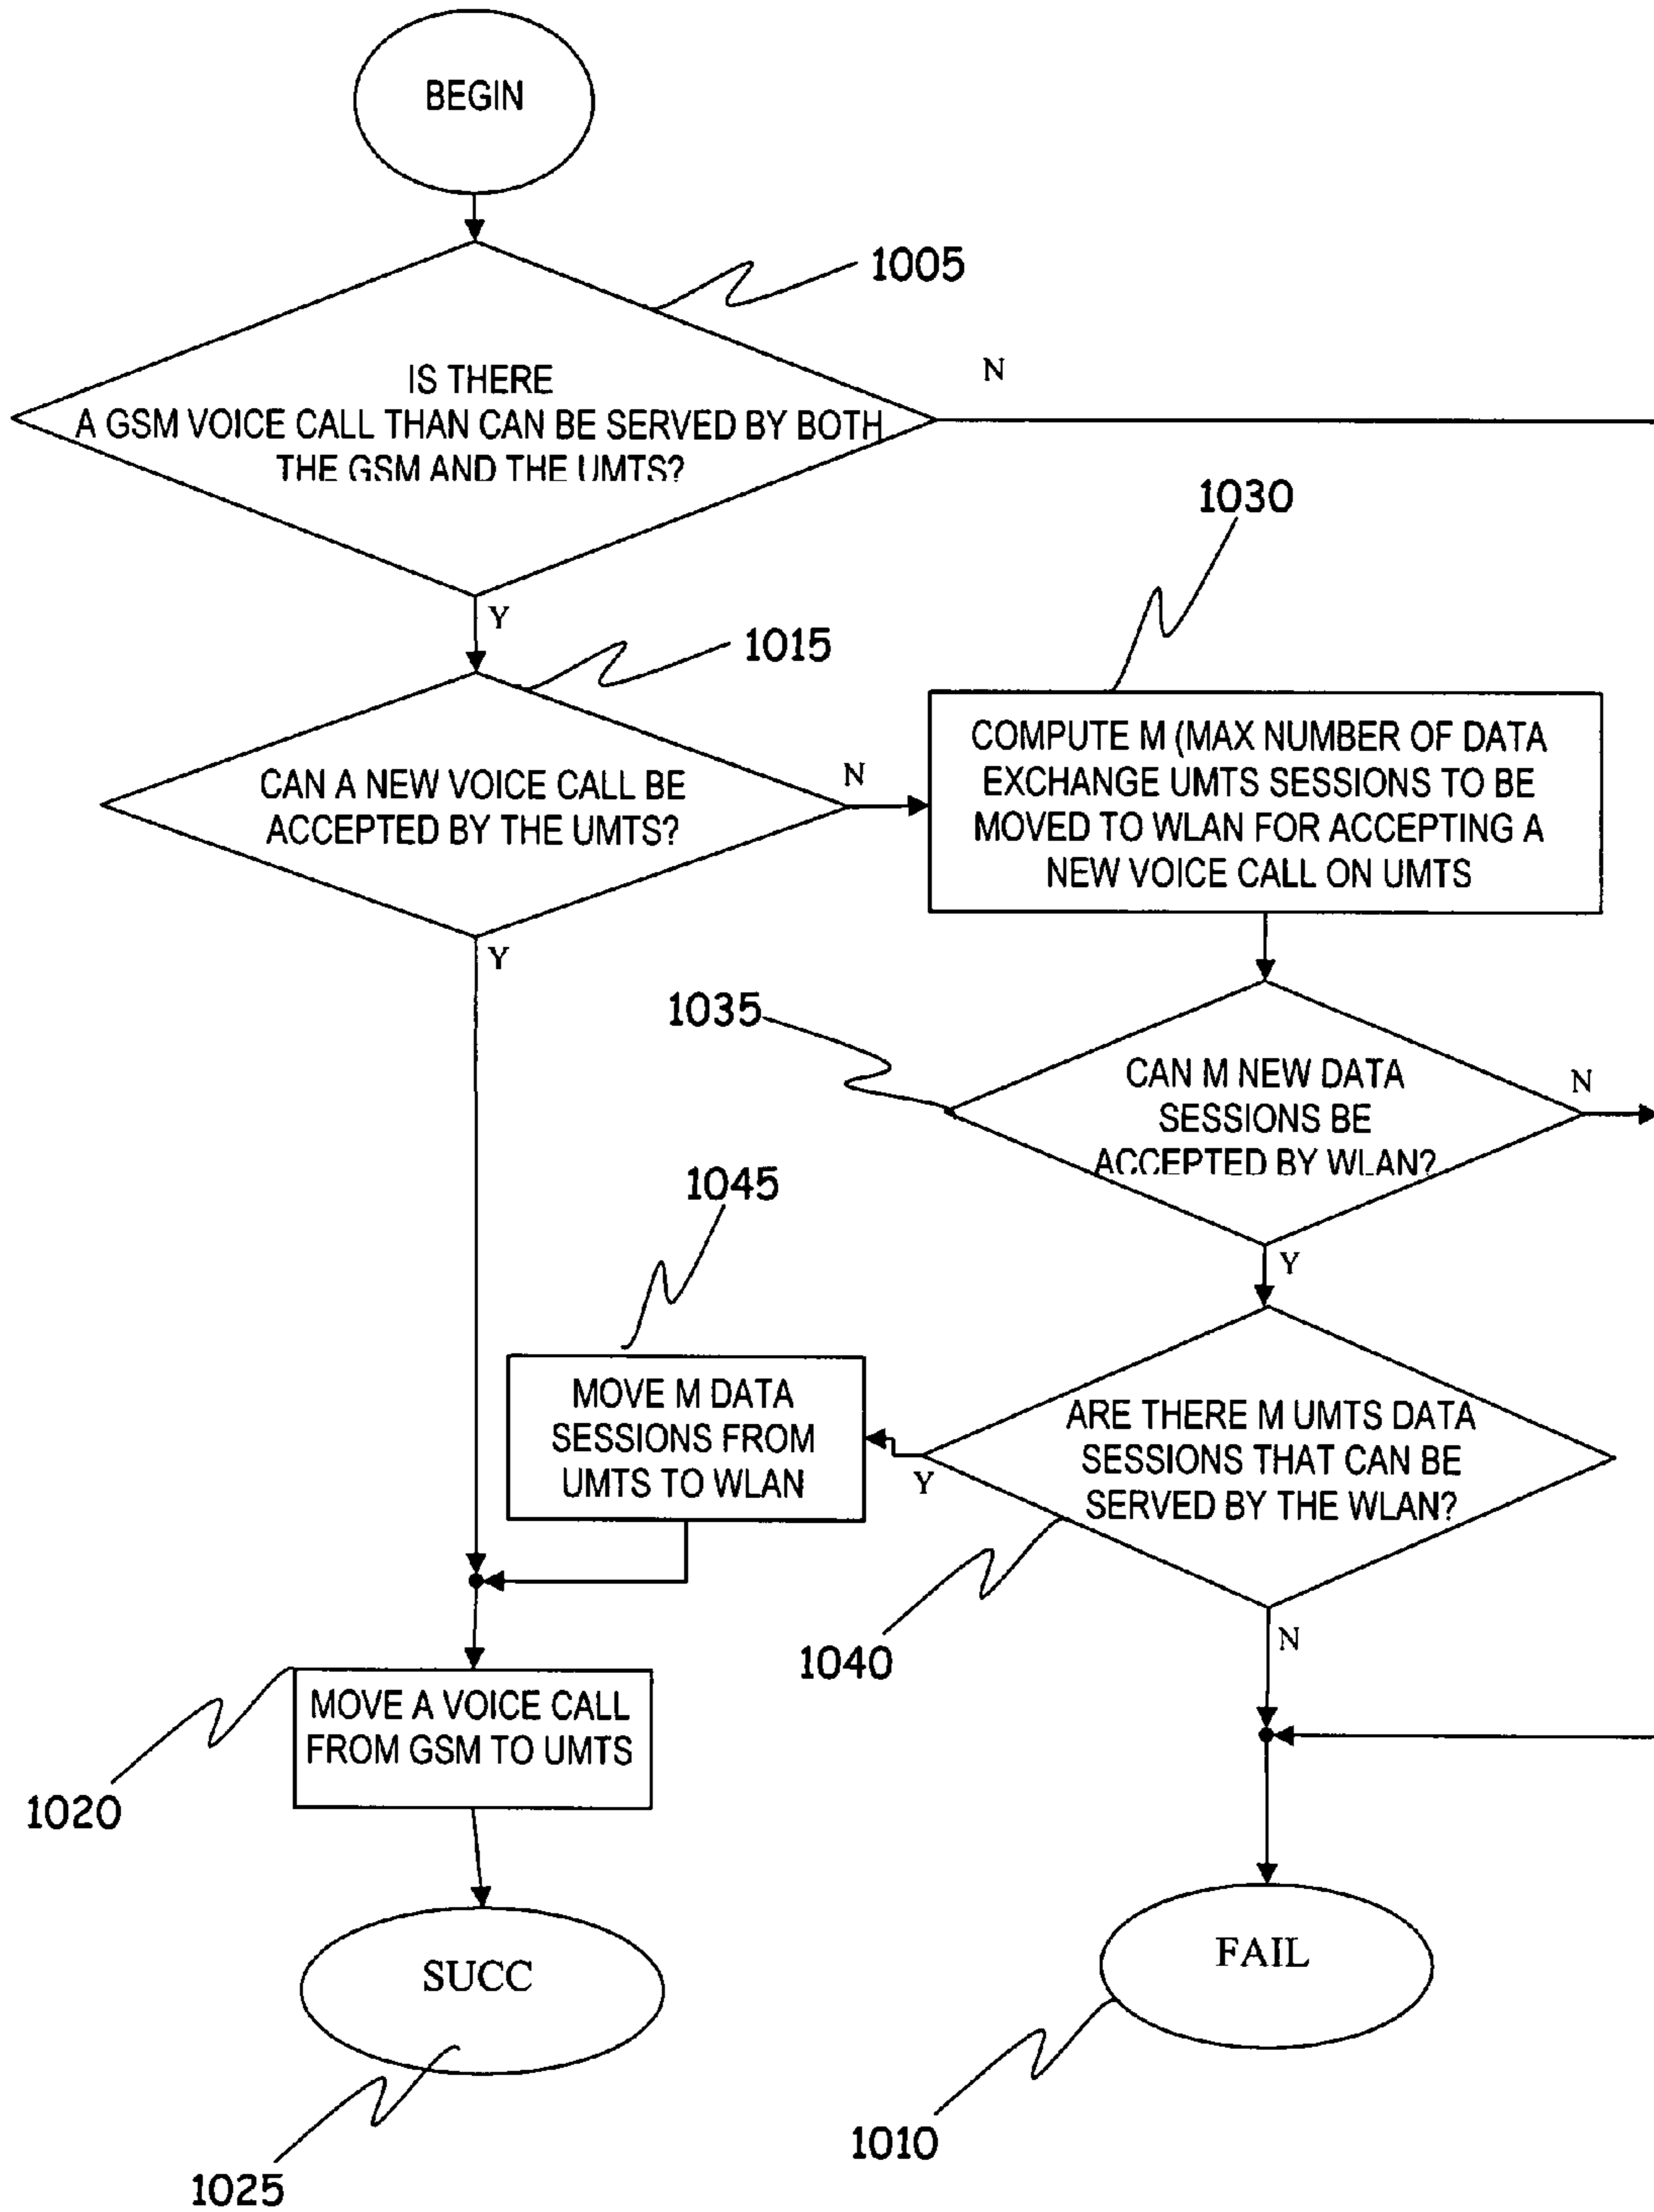 BEGIN
1005
IS THERE
A GSM VOICE CALL THAN CAN BE SERVED BY BOTH
THE GSM AND THE UMTS?
N
Y
1030
1015
CAN A NEW VOICE CALL BE
ACCEPTED BY THE UMTS?
N
Y
COMPUTE M (MAX NUMBER OF DATA
EXCHANGE UMTS SESSIONS TO BE
MOVED TO WLAN FOR ACCEPTING A
NEW VOICE CALL ON UMTS
1035
CAN M NEW DATA
SESSIONS BE
ACCEPTED BY WLAN?
N
Y
1045
MOVE M DATA
SESSIONS FROM
UMTS TO WLAN
ARE THERE M UMTS DATA
SESSIONS THAT CAN BE
SERVED BY THE WLAN?
Y
N
1040
MOVE A VOICE CALL
FROM GSM TO UMTS
1020
SUCC
FAIL
1025
1010